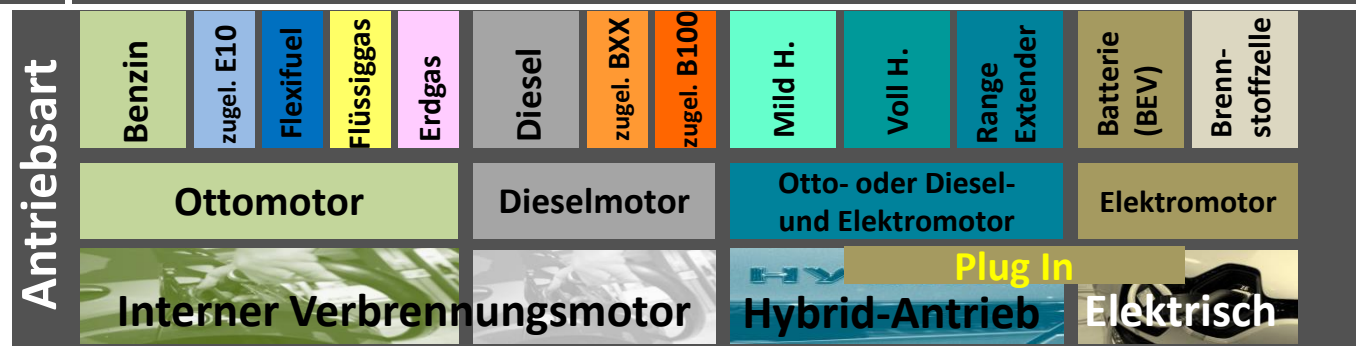 Antriebsart
Benzin
zugel. E10
Flexifuel
Flüssiggas
Erdgas
Diesel
zugel. BXX
zugel. B100
Mild H.
Voll H.
Range
Extender
Batterie
(BEV)
Brenn-
stoffzelle
Ottomotor
Dieselmotor
Otto- oder Diesel-
und Elektromotor
Elektromotor
HY
Plug In
Interner Verbrennungsmotor
Hybrid-Antrieb
Elektrisch